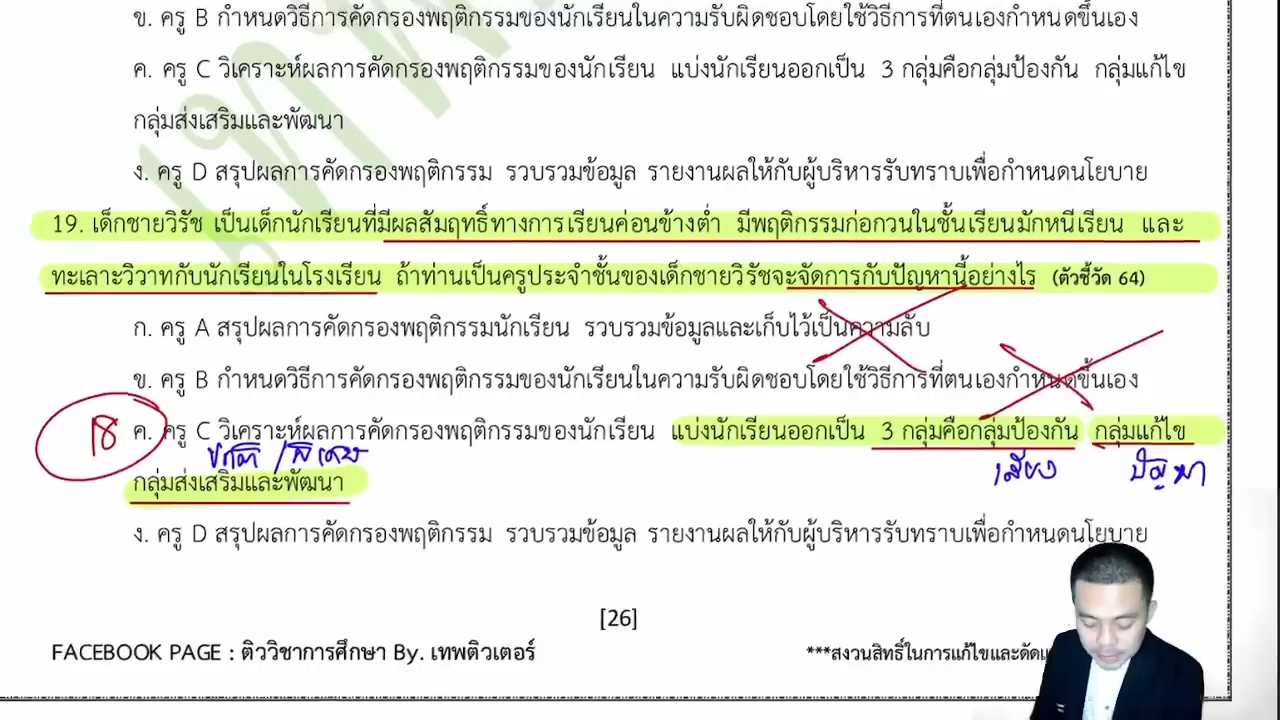 ข. ครู B กำหนดวิธีการคัดกรองพฤติกรรมของนักเรียนในความรับผิดชอบโดยใช้วิธีการที่ตนเองกำหนดขึ้นเอง
ค. ครู C วิเคราะห์ผลการคัดกรองพฤติกรรมของนักเรียน แบ่งนักเรียนออกเป็น 3 กลุ่มคือกลุ่มป้องกัน กลุ่มแก้ไข
กลุ่มส่งเสริมและพัฒนา
ง. ครู D สรุปผลการคัดกรองพฤติกรรม รวบรวมข้อมูล รายงานผลให้กับผู้บริหารรับทราบเพื่อกำหนดนโยบาย
19. เด็กชายวิรัช เป็นเด็กนักเรียนที่มีผลสัมฤทธิ์ทางการเรียนค่อนข้างต่ำ มีพฤติกรรมก่อกวนในชั้นเรียนมักหนีเรียน และ
ทะเลาะวิวาทกับนักเรียนในโรงเรียน ถ้าท่านเป็นครูประจำชั้นของเด็กชายวิรัชจะจัดการกับปัญหานี้อย่างไร (ตัวชี้วัด 64)
ก. ครู A สรุปผลการคัดกรองพฤติกรรมนักเรียน รวบรวมข้อมูลและเก็บไว้เป็นความลับ
ข. ครู B กำหนดวิธีการคัดกรองพฤติกรรมของนักเรียนในความรับผิดชอบโดยใช้วิธีการที่ตนเองกำหนดขึ้นเอง
18 ค. ครู C วิเคราะห์ผลการคัดกรองพฤติกรรมของนักเรียน แบ่งนักเรียนออกเป็น 3 กลุ่มคือกลุ่มป้องกัน กลุ่มแก้ไข
ปกติ / พิเศษ เสี่ยง ปัญหา
กลุ่มส่งเสริมและพัฒนา
ง. ครู D สรุปผลการคัดกรองพฤติกรรม รวบรวมข้อมูล รายงานผลให้กับผู้บริหารรับทราบเพื่อกำหนดนโยบาย
[26]
FACEBOOK PAGE : ติววิชาการศึกษา By. เทพติวเตอร์ ***สงวนสิทธิ์ในการแก้ไขและดัดแ